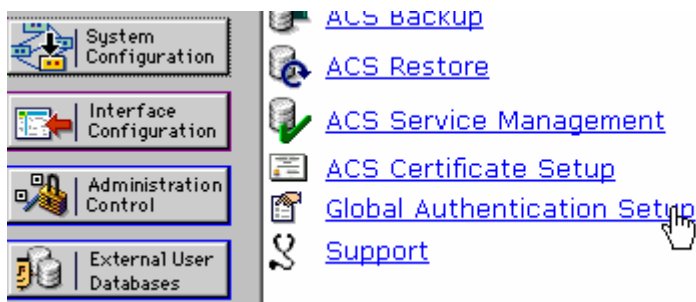 System
Configuration
Interface
Configuration
Administration
Control
External User
Databases
ACS Backup
ACS Restore
ACS Service Management
ACS Certificate Setup
Global Authentication Setup
Support